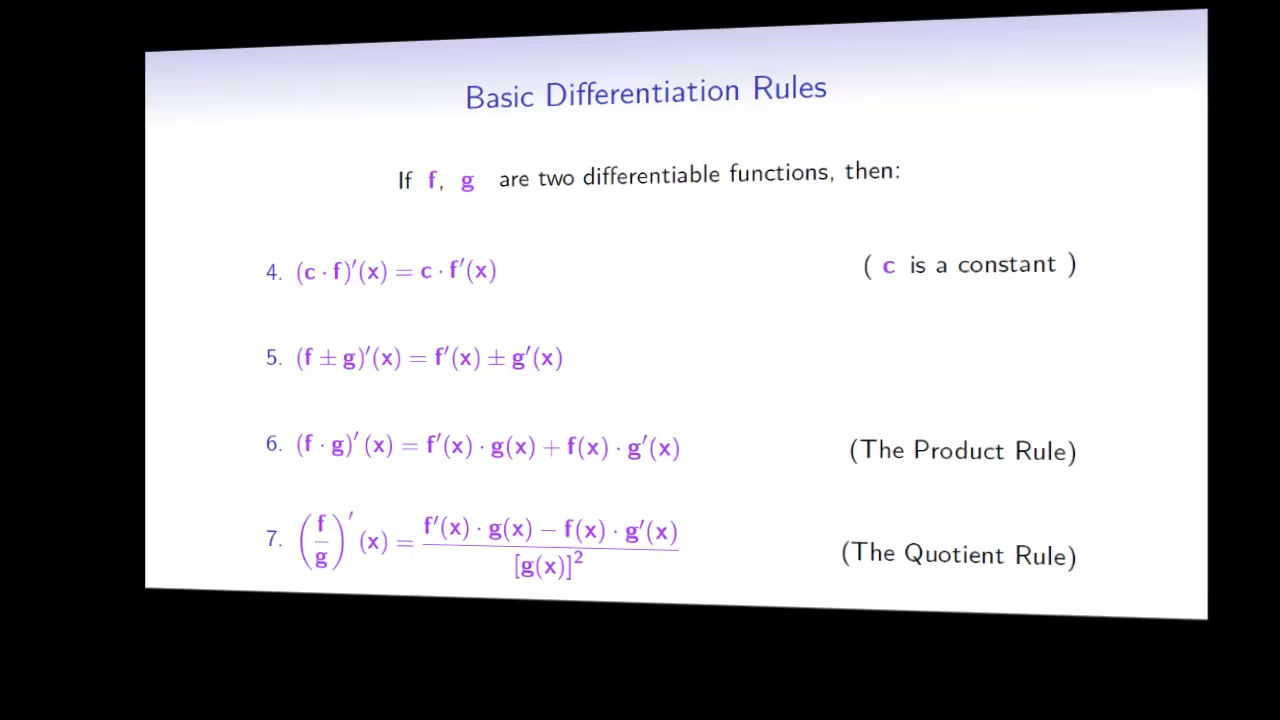 Basic Differentiation Rules
If f, g are two differentiable functions, then:
4. (c · f)′(x) = c · f′(x) ( c is a constant )
5. (f ± g)′(x) = f′(x) ± g′(x)
6. (f · g)′ (x) = f′(x) · g(x) + f(x) · g′(x) (The Product Rule)
7. (f/g)′ (x) = f′(x) · g(x) − f(x) · g′(x) / [g(x)]² (The Quotient Rule)